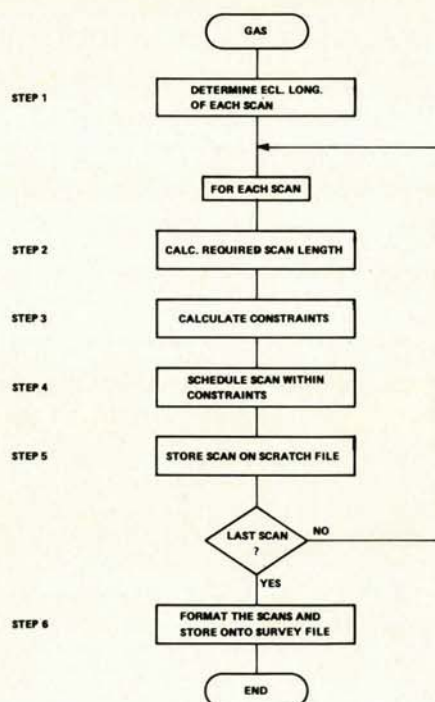 GAS
STEP 1
DETERMINE ECL. LONG.
OF EACH SCAN
FOR EACH SCAN
STEP 2
CALC. REQUIRED SCAN LENGTH
STEP 3
CALCULATE CONSTRAINTS
STEP 4
SCHEDULE SCAN WITHIN
CONSTRAINTS
STEP 5
STORE SCAN ON SCRATCH FILE
LAST SCAN
?
NO
YES
STEP 6
FORMAT THE SCANS AND
STORE ONTO SURVEY FILE
END